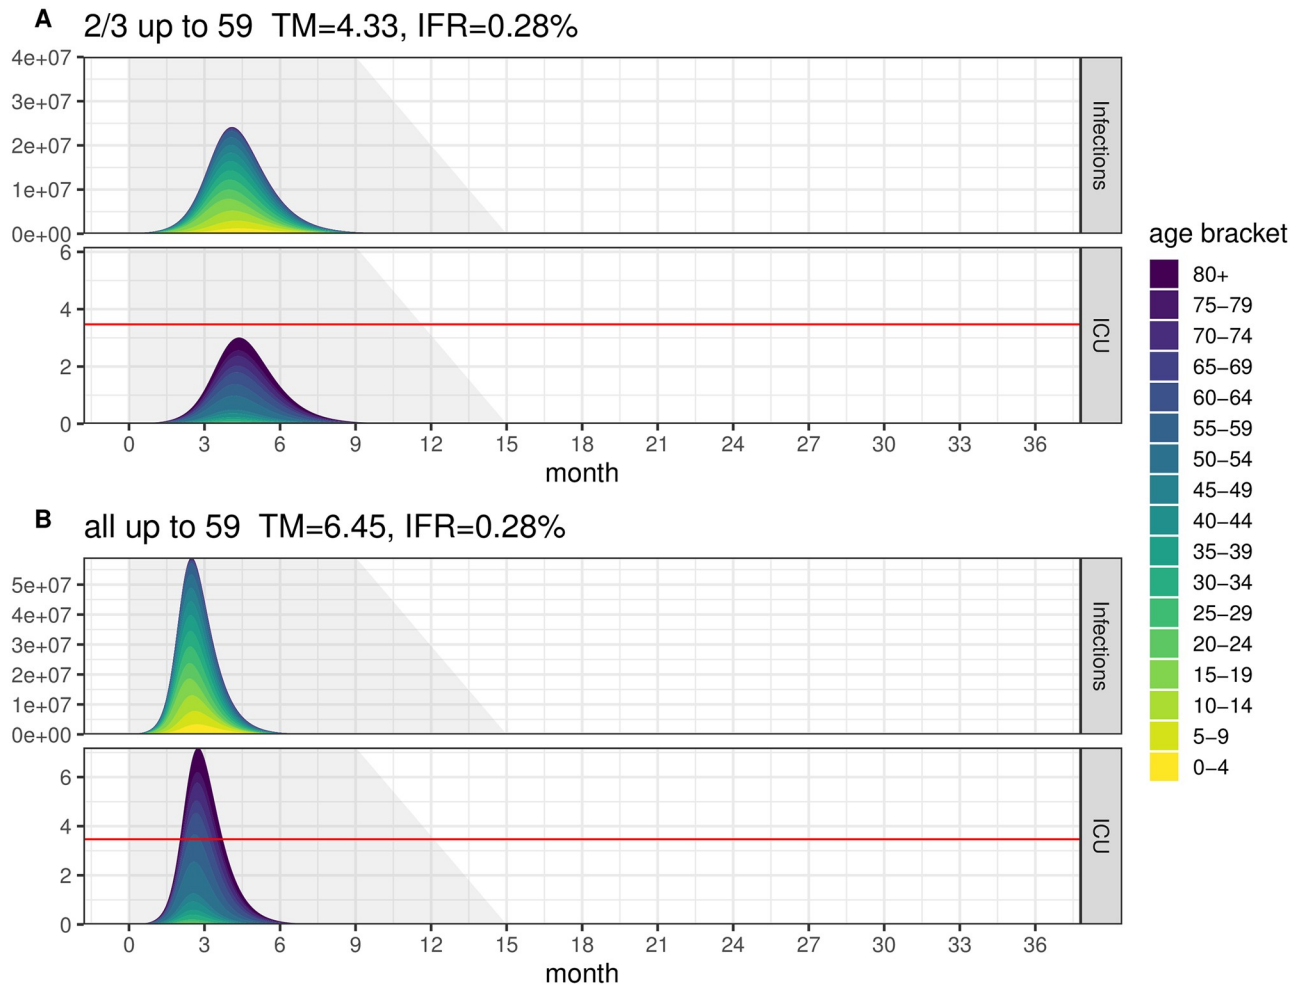 A
2/3 up to 59  TM=4.33, IFR=0.28%
4e+07
3e+07
2e+07
1e+07
0e+00
Infections
6
4
2
0
ICU
0 3 6 9 12 15 18 21 24 27 30 33 36
month
B
all up to 59  TM=6.45, IFR=0.28%
5e+07
4e+07
3e+07
2e+07
1e+07
0e+00
Infections
6
4
2
0
ICU
0 3 6 9 12 15 18 21 24 27 30 33 36
month
age bracket
80+
75−79
70−74
65−69
60−64
55−59
50−54
45−49
40−44
35−39
30−34
25−29
20−24
15−19
10−14
5−9
0−4